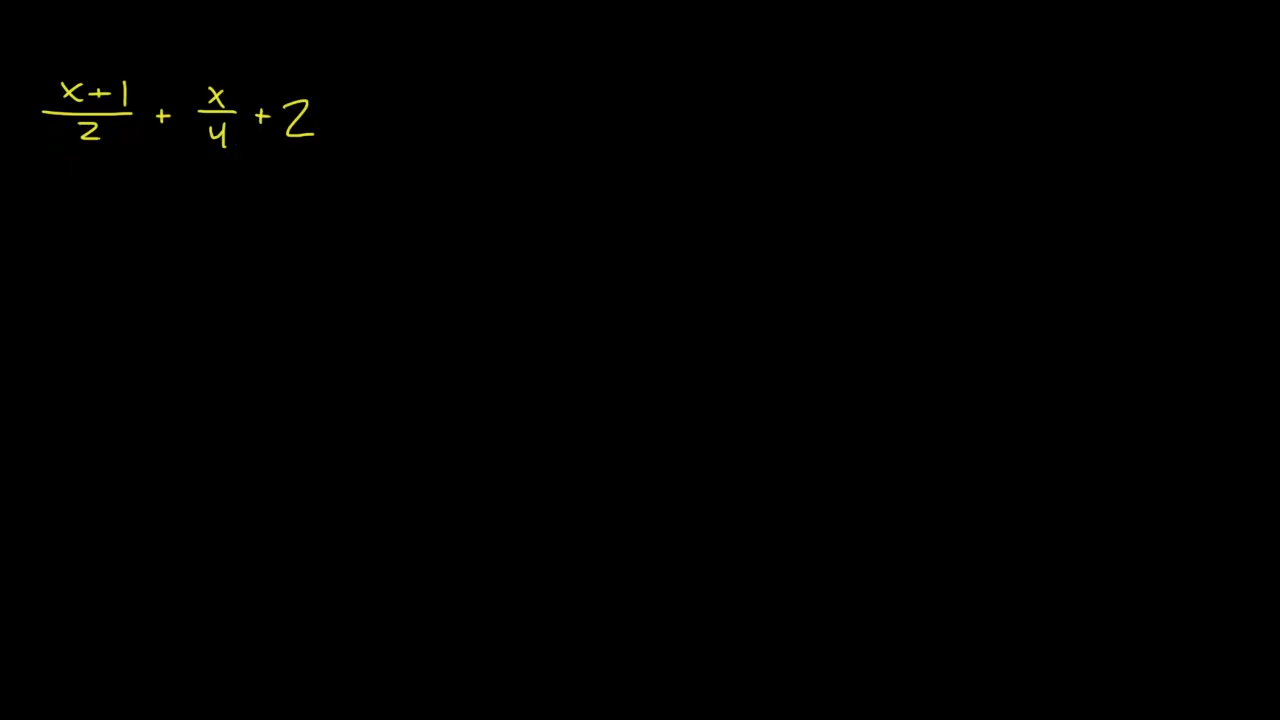 (x+1)/2 + x/4 + 2